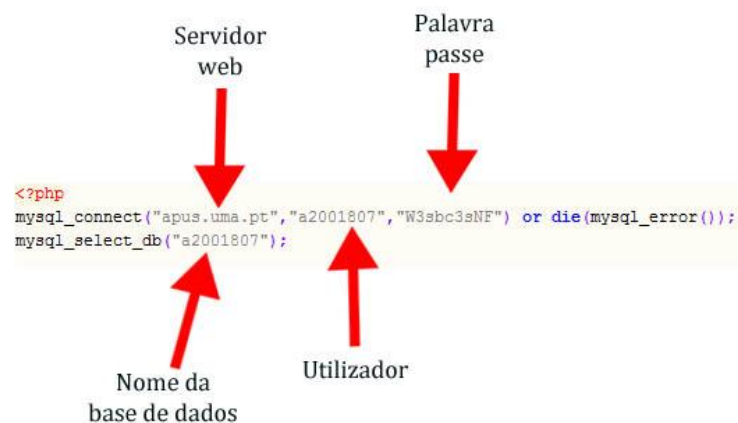 Servidor
web
Palavra
passe
<?php
mysql_connect("apus.uma.pt","a2001807","W3sbc3sNF") or die(mysql_error());
mysql_select_db("a2001807");
Nome da
base de dados
Utilizador